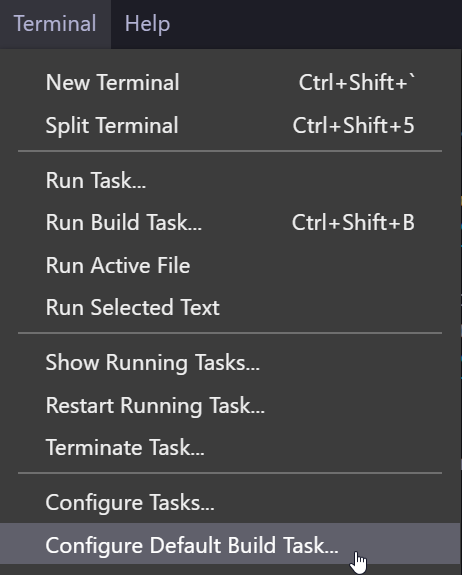 Terminal Help
New Terminal Ctrl+Shift+`
Split Terminal Ctrl+Shift+5
Run Task...
Run Build Task... Ctrl+Shift+B
Run Active File
Run Selected Text
Show Running Tasks...
Restart Running Task...
Terminate Task...
Configure Tasks...
Configure Default Build Task...